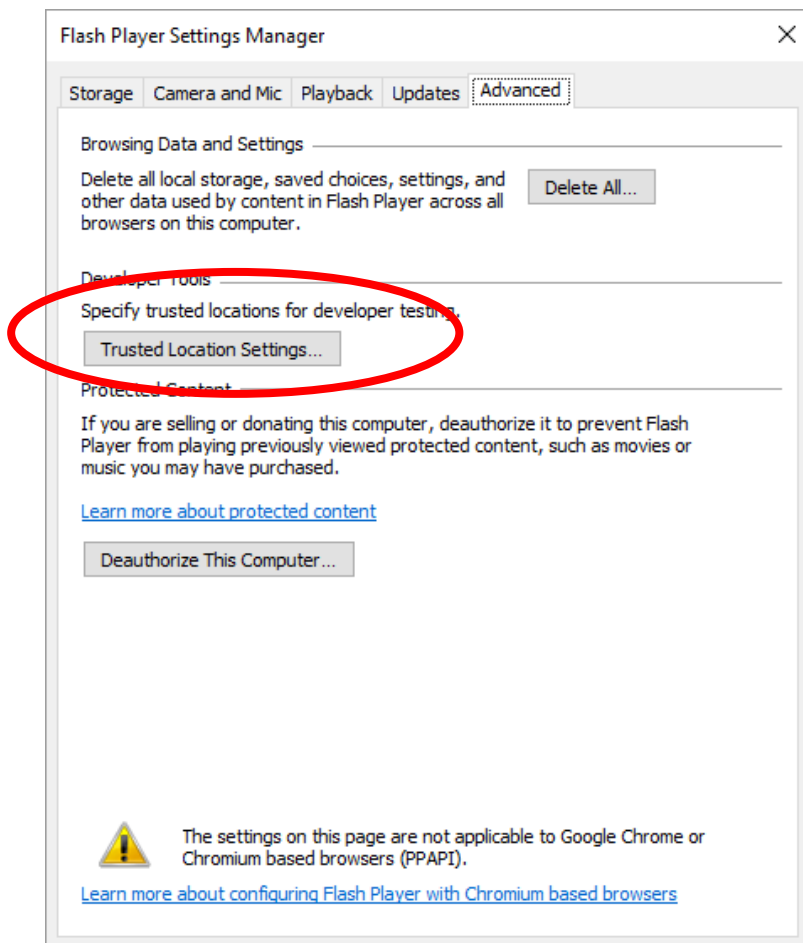 Flash Player Settings Manager
Storage Camera and Mic Playback Updates Advanced
Browsing Data and Settings
Delete all local storage, saved choices, settings, and
other data used by content in Flash Player across all
browsers on this computer.
Delete All...
Developer Tools
Specify trusted locations for developer testing.
Trusted Location Settings...
Protected Content
If you are selling or donating this computer, deauthorize it to prevent Flash
Player from playing previously viewed protected content, such as movies or
music you may have purchased.
Learn more about protected content
Deauthorize This Computer...
The settings on this page are not applicable to Google Chrome or
Chromium based browsers (PPAPI).
Learn more about configuring Flash Player with Chromium based browsers